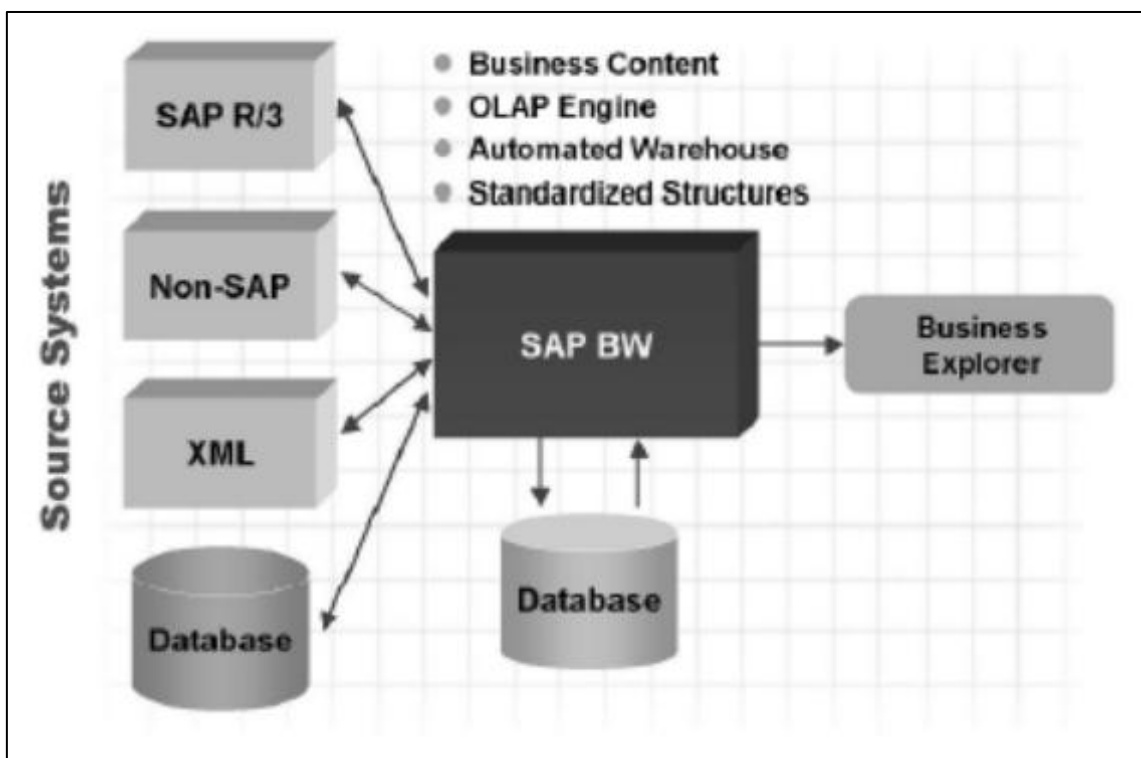 Source Systems
SAP R/3
Non-SAP
XML
Database
Business Content
OLAP Engine
Automated Warehouse
Standardized Structures
SAP BW
Database
Business
Explorer